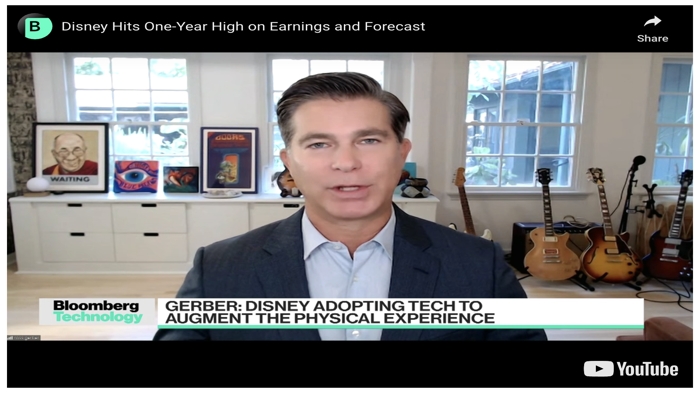 B
Disney Hits One-Year High on Earnings and Forecast
Share
WAITING
Bloomberg
Technology
GERBER: DISNEY ADOPTING TECH TO
AUGMENT THE PHYSICAL EXPERIENCE
YouTube